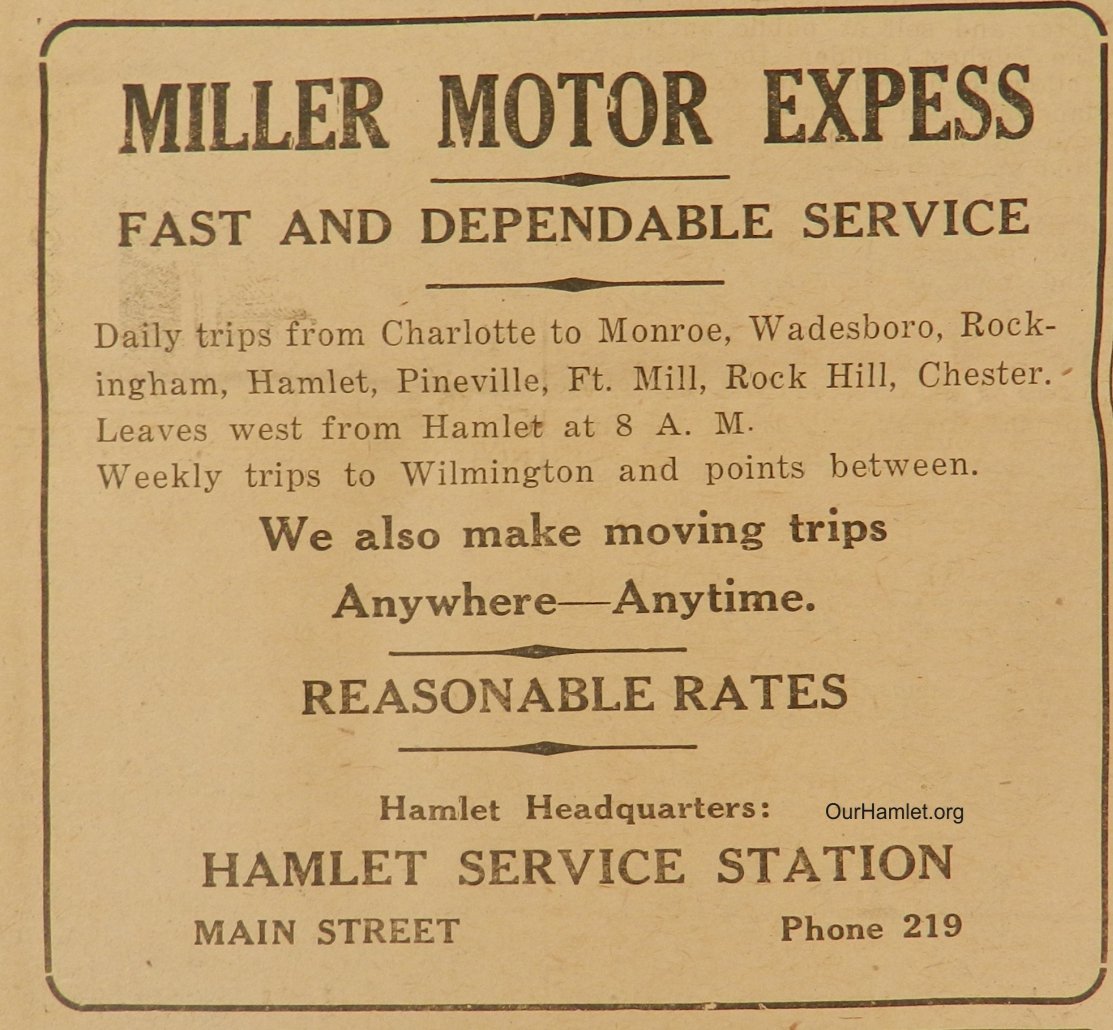 MILLER MOTOR EXPESS
FAST AND DEPENDABLE SERVICE
Daily trips from Charlotte to Monroe, Wadesboro, Rock-
ingham, Hamlet, Pineville, Ft. Mill, Rock Hill, Chester.
Leaves west from Hamlet at 8 A. M.
Weekly trips to Wilmington and points between.
We also make moving trips
Anywhere—Anytime.
REASONABLE RATES
Hamlet Headquarters:
OurHamlet.org
HAMLET SERVICE STATION
MAIN STREET Phone 219